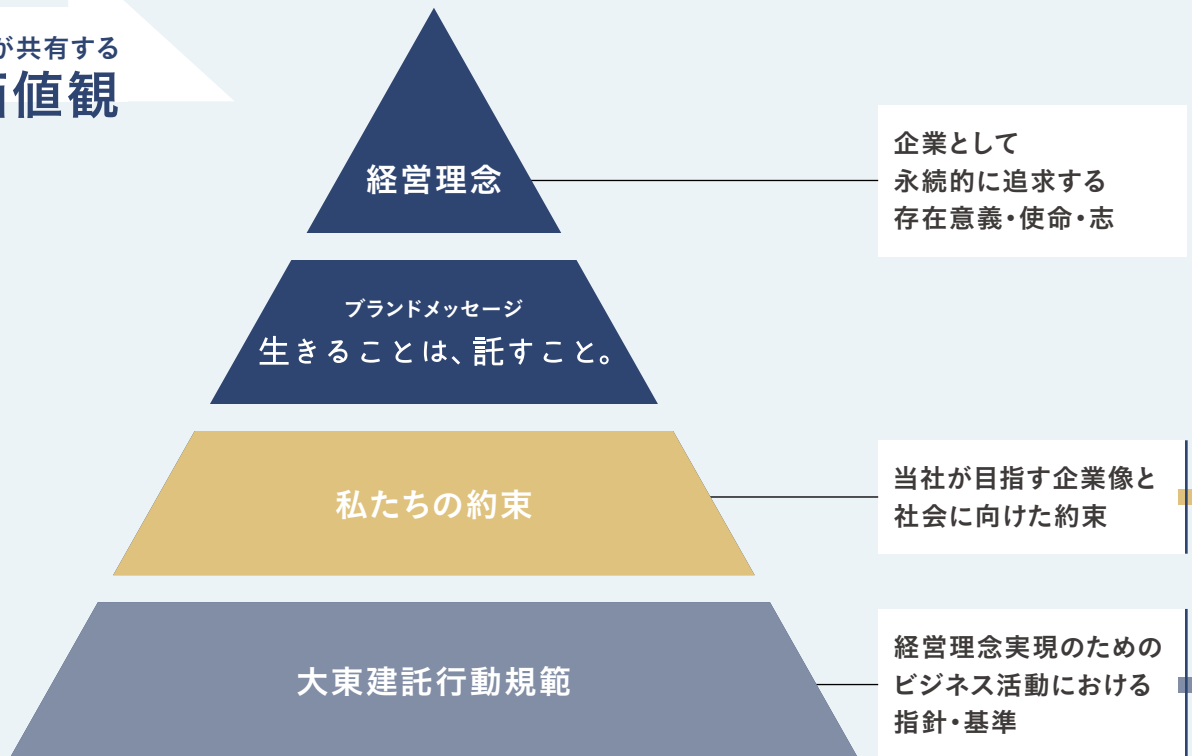 が共有する
値観
経営理念
企業として
永続的に追求する
存在意義・使命・志
ブランドメッセージ
生きることは、託すこと。
私たちの約束
当社が目指す企業像と
社会に向けた約束
大東建託行動規範
経営理念実現のための
ビジネス活動における
指針・基準